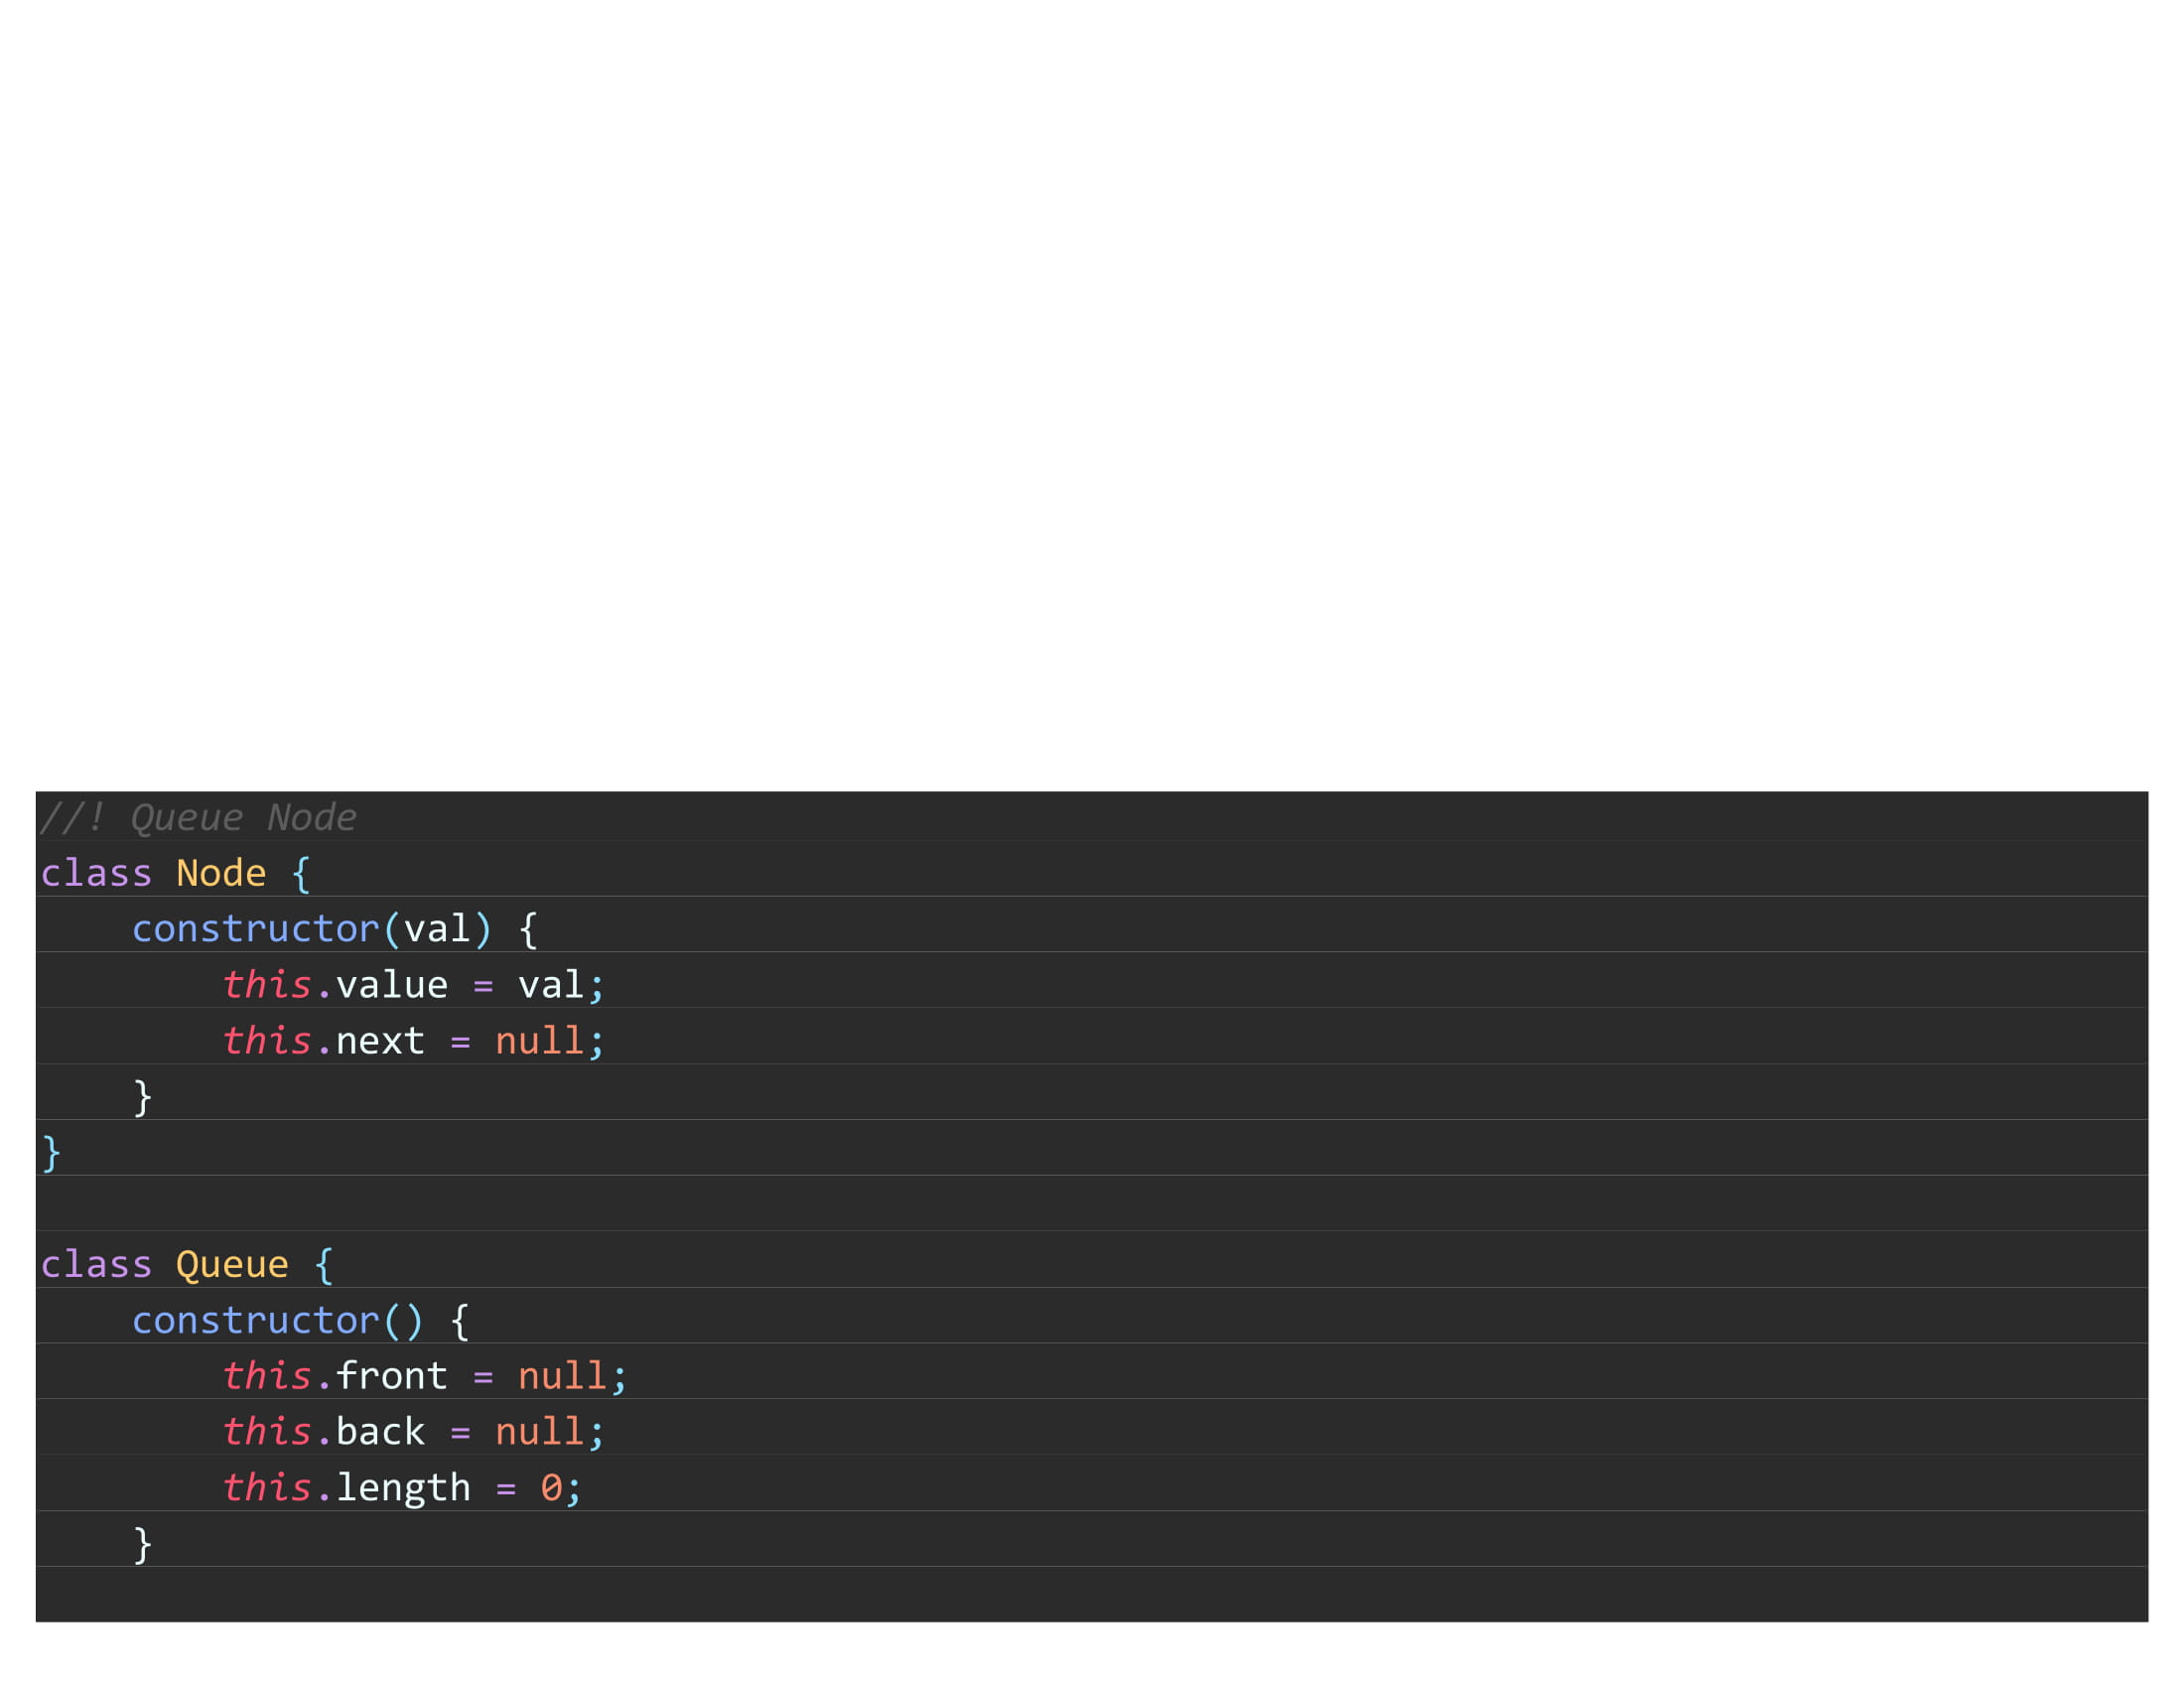 //! Queue Node
class Node {
    constructor(val) {
        this.value = val;
        this.next = null;
    }
}

class Queue {
    constructor() {
        this.front = null;
        this.back = null;
        this.length = 0;
    }